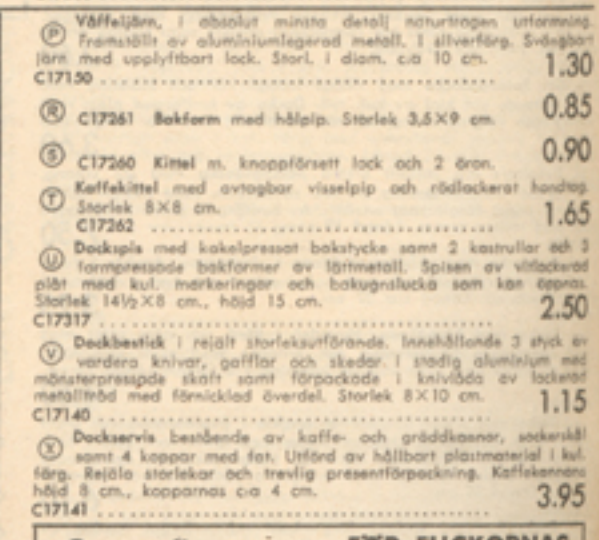 Ⓟ Våffeljärn, i absolut minsta detalj naturtrogen utformning.
Framställt av aluminiumlegerad metall, i silverfärg. Svängbart
järn med upplyftbart lock. Storl. i diam. c:a 10 cm.
C17150 1.30
Ⓡ C17261 Bakform med hålpip. Storlek 3,5×9 cm. 0.85
Ⓢ C17260 Kittel m. knoppförsett lock och 2 öron. 0.90
Ⓣ Kaffekittel med avtagbar visselpip och rödlackerat handtag.
Storlek 8×8 cm.
C17262 1.65
Ⓤ Dockspis med kakelpressat bakstycke samt 2 kastrullar och 3
formpressade bakformer av lättmetall. Spisen av vitlackerad
plåt med kul. markeringar och bakugnslucka som kan öppnas.
Storlek 14½×8 cm., höjd 15 cm.
C17317 2.50
Ⓥ Dockbestick i rejält storleksutförande. Innehållande 3 styck av
vardera knivar, gafflar och skedar. I stadig aluminium med
mönsterpressade skaft samt förpackade i knivlåda av lackerad
metalltråd med förnicklad överdel. Storlek 8×10 cm.
C17140 1.15
Ⓧ Dockservis bestående av kaffe- och gräddkannor, sockerskål
samt 4 koppar med fat. Utförd av hållbart plastmaterial i kul.
färg. Rejäla storlekar och trevlig presentförpackning. Kaffekannans
höjd 8 cm., kopparnas c:a 4 cm.
C17141 3.95
FÖR FLICKORNAS